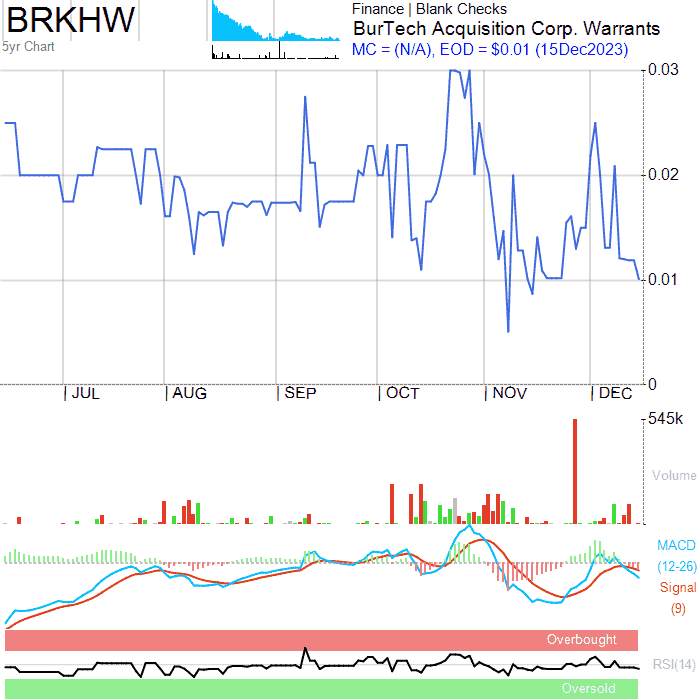 BRKHW
5yr Chart
Finance | Blank Checks
BurTech Acquisition Corp. Warrants
MC = (N/A), EOD = $0.01 (15Dec2023)
0.03
0.02
0.01
0
JUL AUG SEP OCT NOV DEC
545k
Volume
MACD
(12-26)
Signal
(9)
Overbought
RSI(14)
Oversold